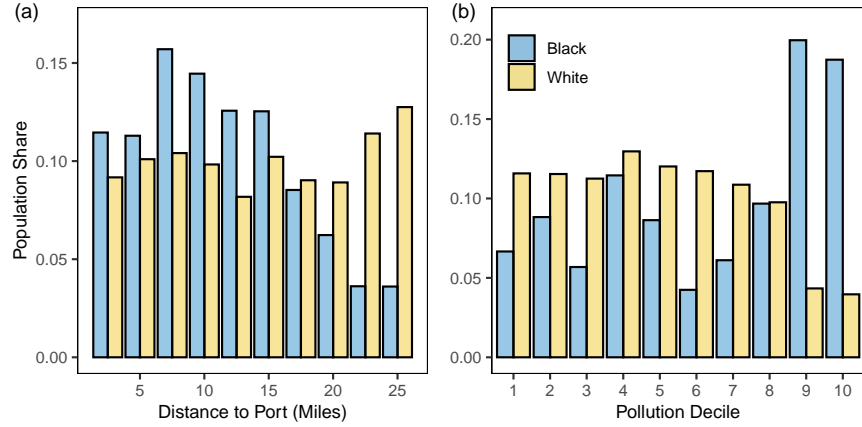 (a)
Population Share
0.15
0.10
0.05
0.00
5 10 15 20 25
Distance to Port (Miles)
(b)
Black
White
0.20
0.15
0.10
0.05
0.00
1 2 3 4 5 6 7 8 9 10
Pollution Decile